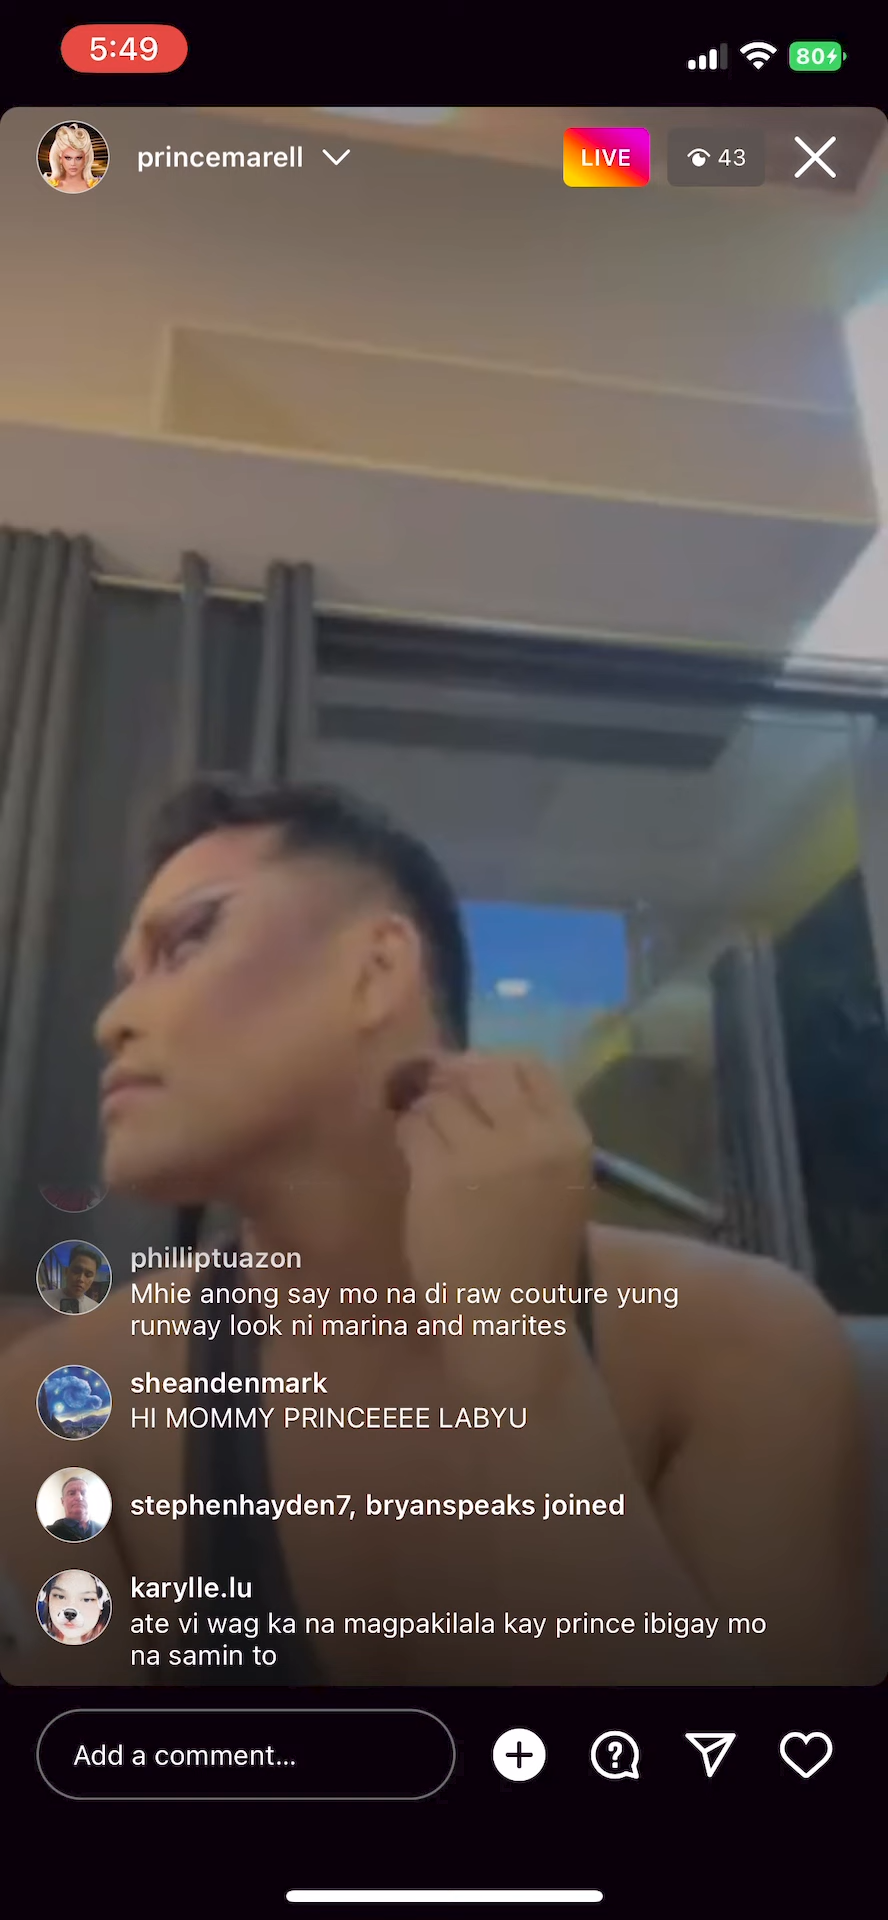 5:49
80
princemarell
LIVE
43
philliptuazon
Mhie anong say mo na di raw couture yung
runway look ni marina and marites
sheandenmark
HI MOMMY PRINCEEEE LABYU
stephenhayden7, bryanspeaks joined
karylle.lu
ate vi wag ka na magpakilala kay prince ibigay mo
na samin to
Add a comment...